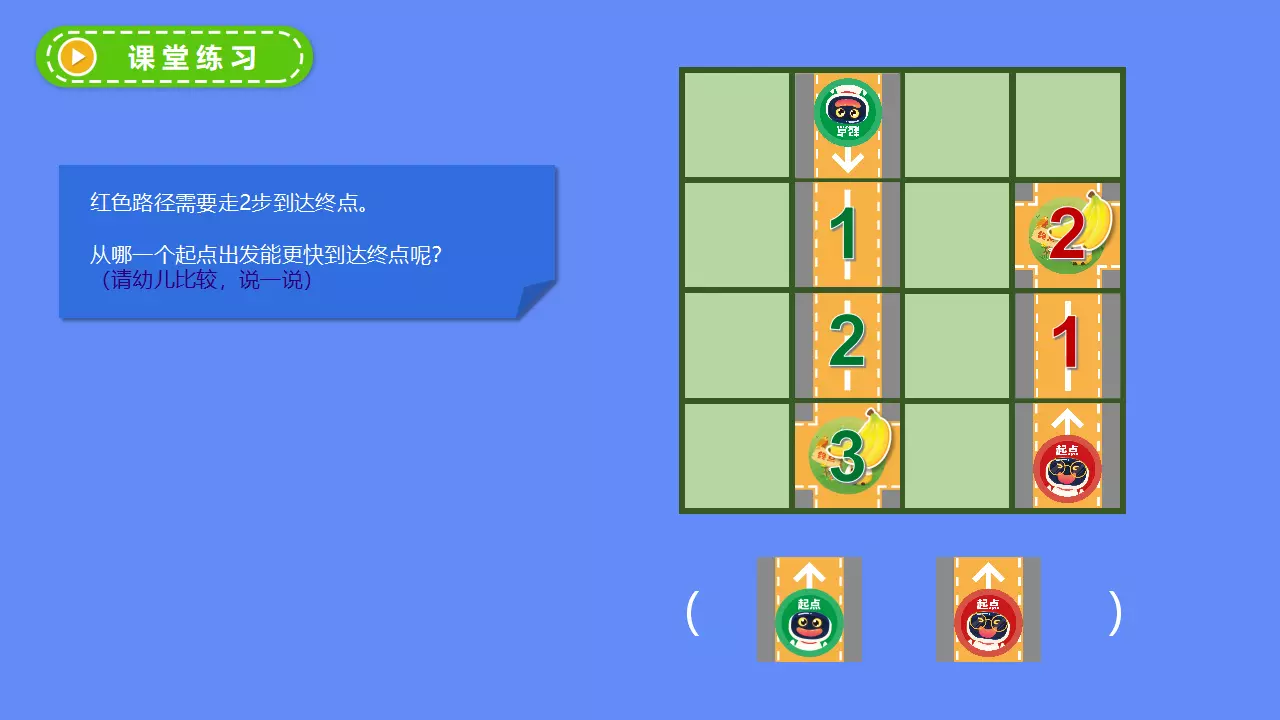 课堂练习
红色路径需要走2步到达终点。
从哪一个起点出发能更快到达终点呢?
（请幼儿比较，说一说）
起点
1
2
2
1
3
起点
(
起点
起点
)